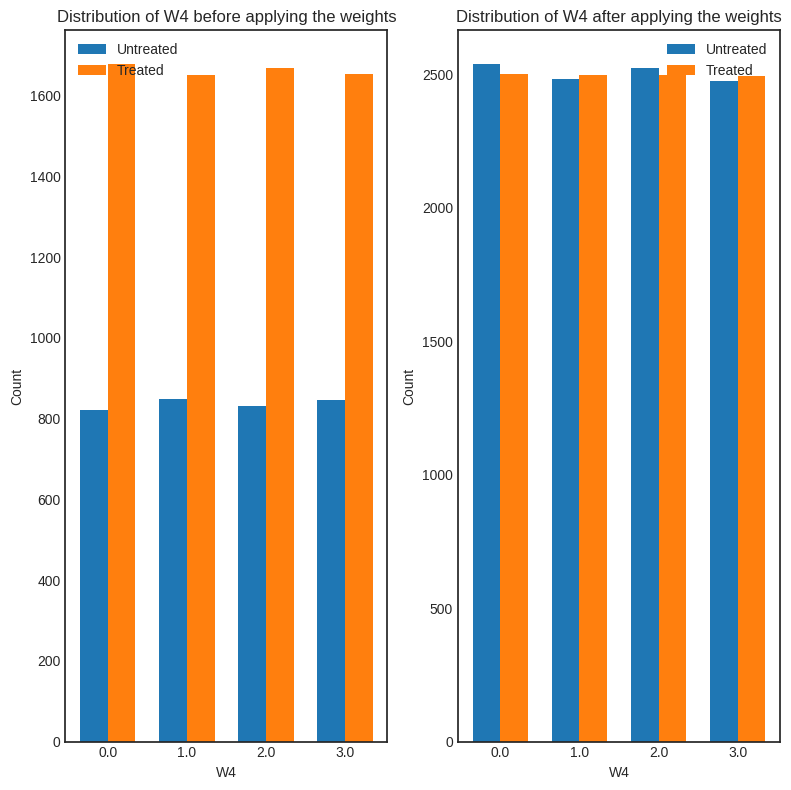 Distribution of W4 before applying the weights
Untreated
Treated
1600
1400
1200
1000
800
600
400
200
0
Count
0.0 1.0 2.0 3.0
W4
Distribution of W4 after applying the weights
Untreated
Treated
2500
2000
1500
1000
500
0
Count
0.0 1.0 2.0 3.0
W4